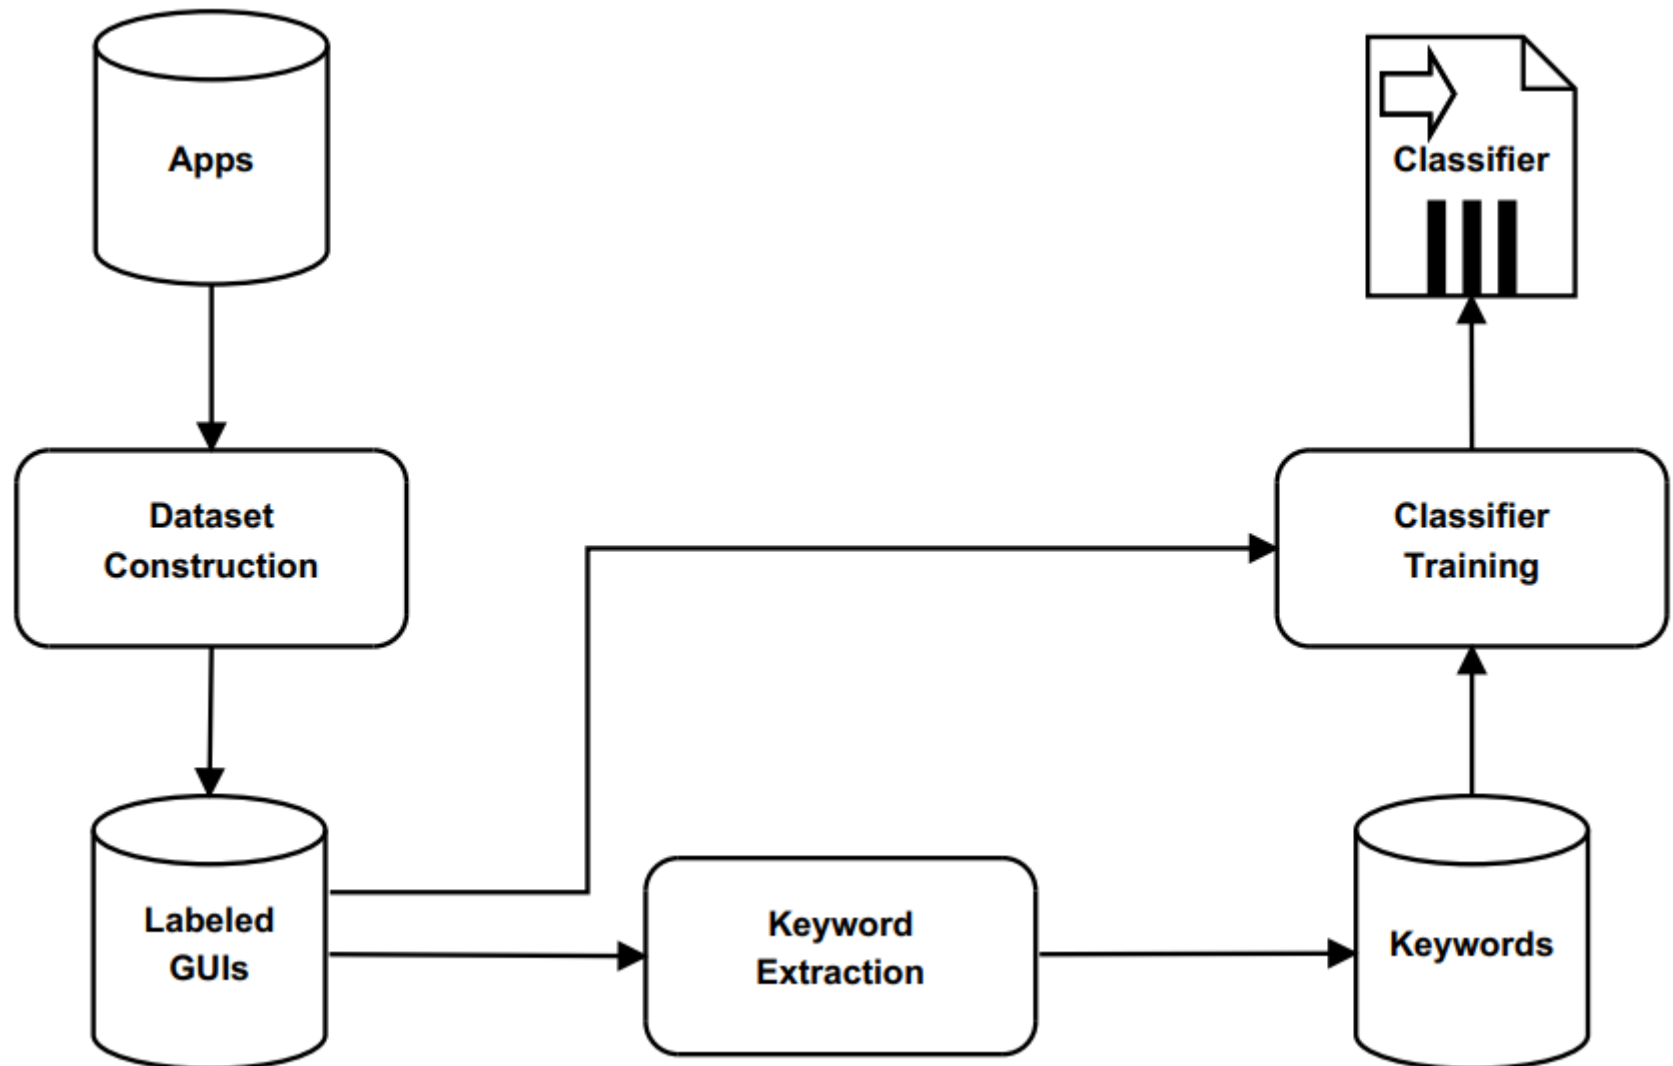 Apps
Classifier
Dataset
Construction
Classifier
Training
Labeled
GUIs
Keyword
Extraction
Keywords